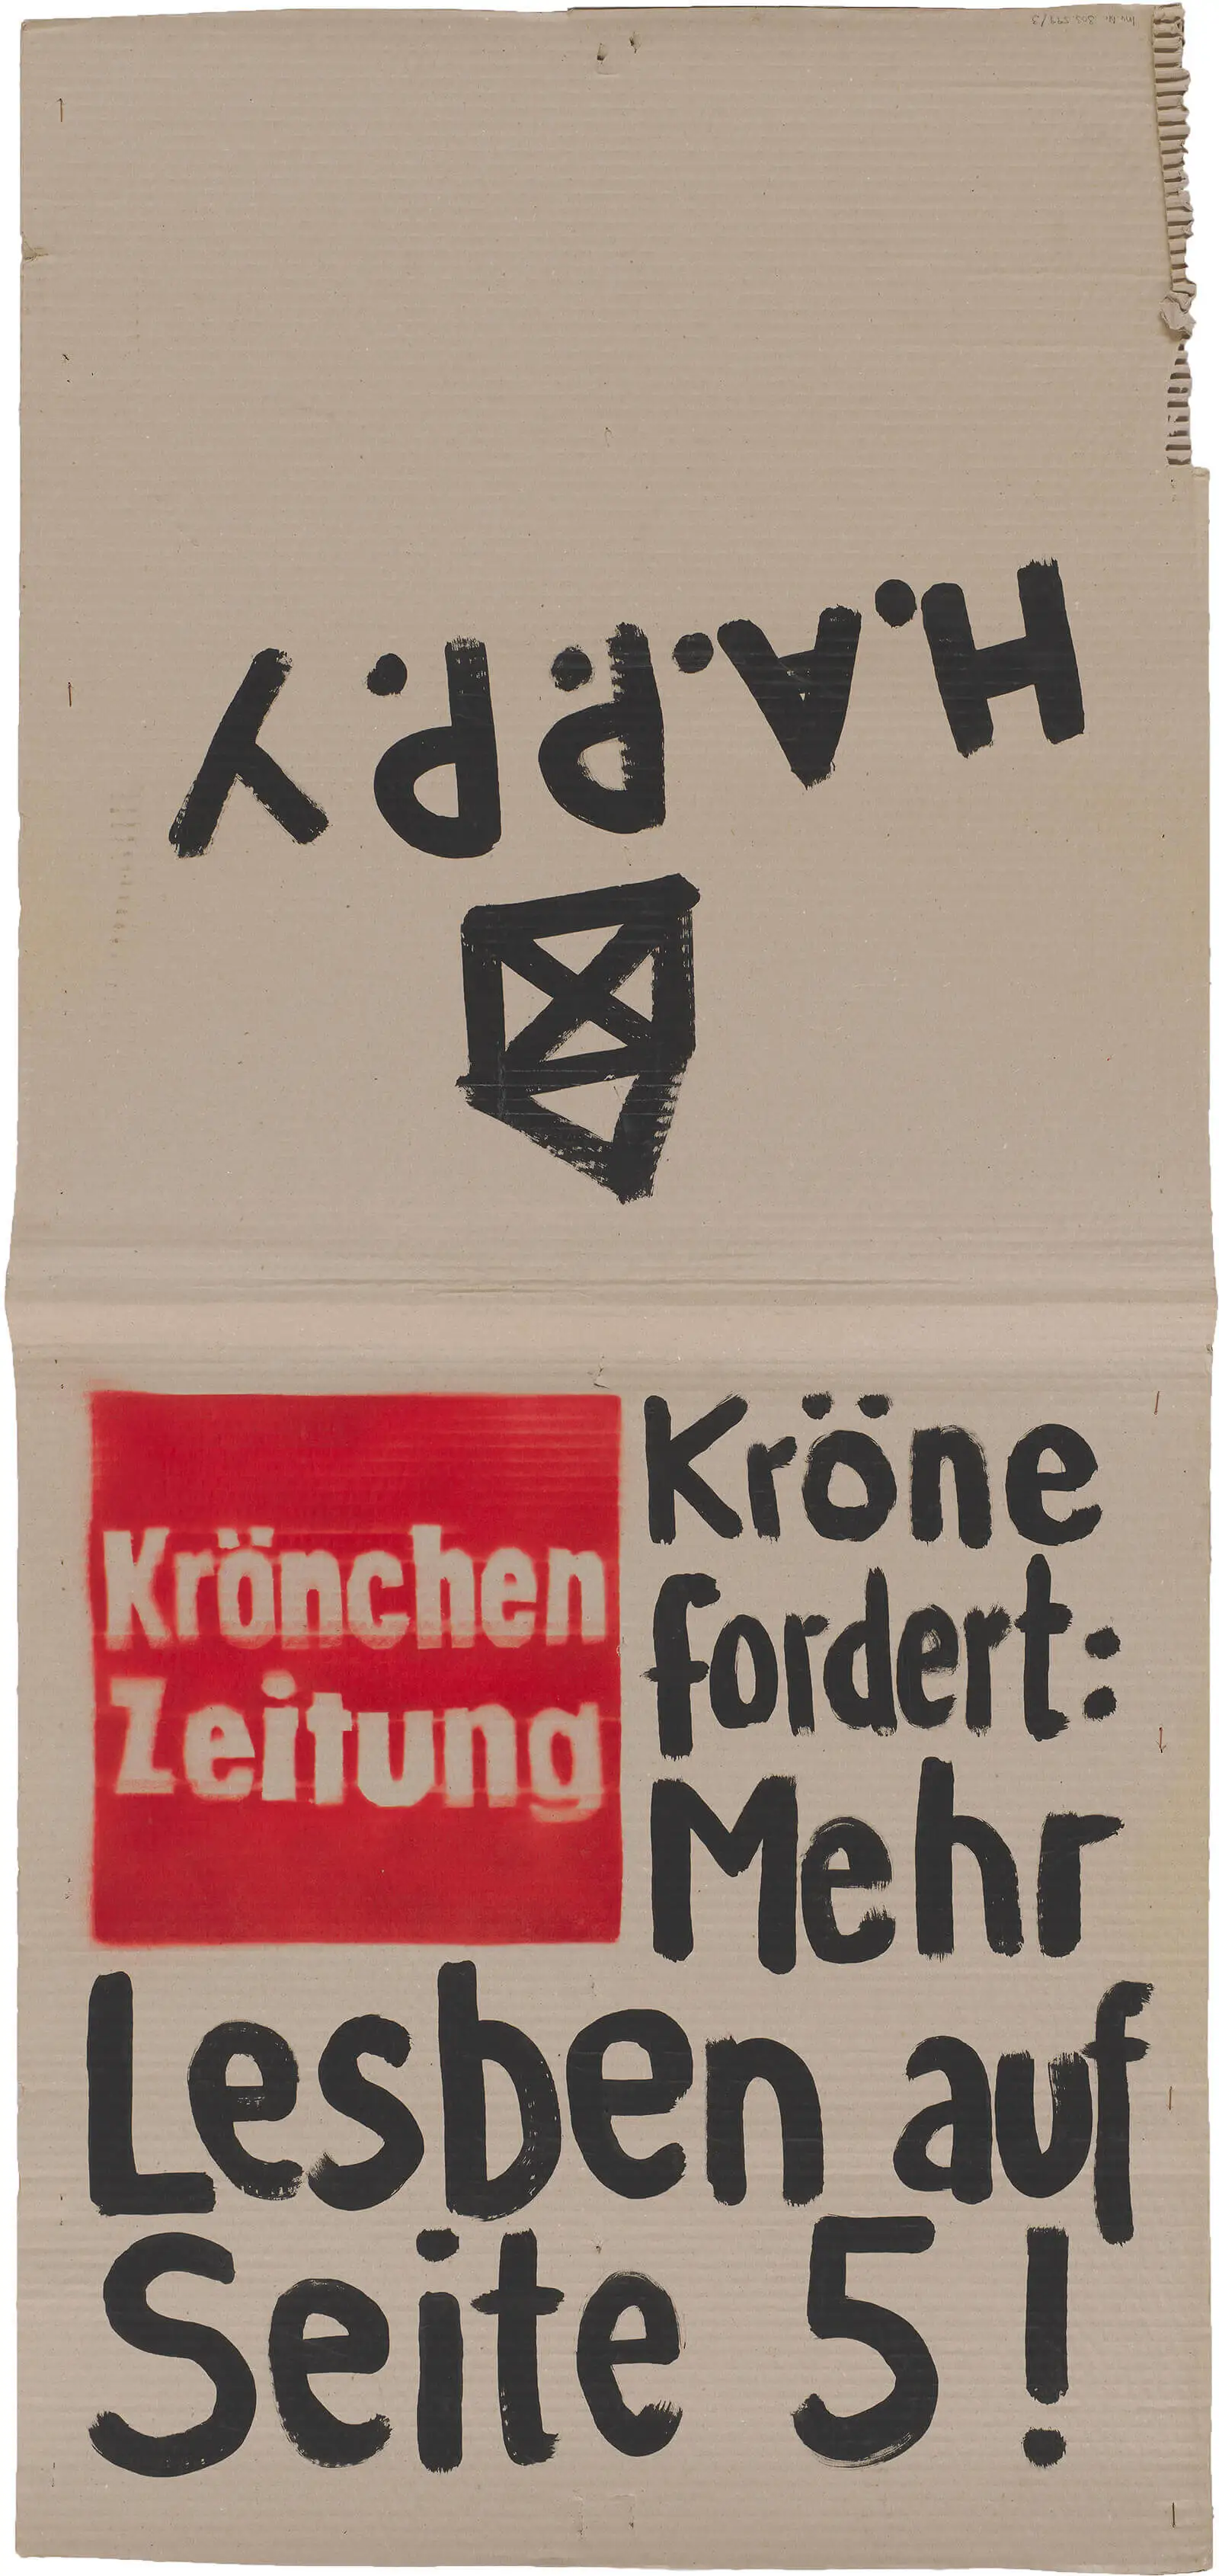 H.A.P.P.Y
Krönchen
Zeitung
Kröne
fordert:
Mehr
Lesben auf
Seite 5!